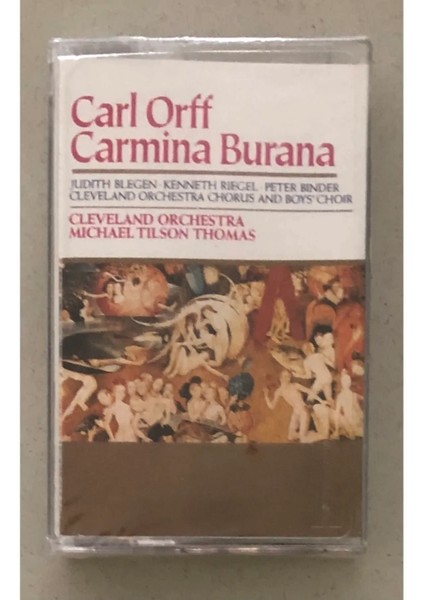 Carl Orff
Carmina Burana
JUDITH BLEGEN · KENNETH RIEGEL · PETER BINDER
CLEVELAND ORCHESTRA CHORUS AND BOYS' CHOIR
CLEVELAND ORCHESTRA
MICHAEL TILSON THOMAS